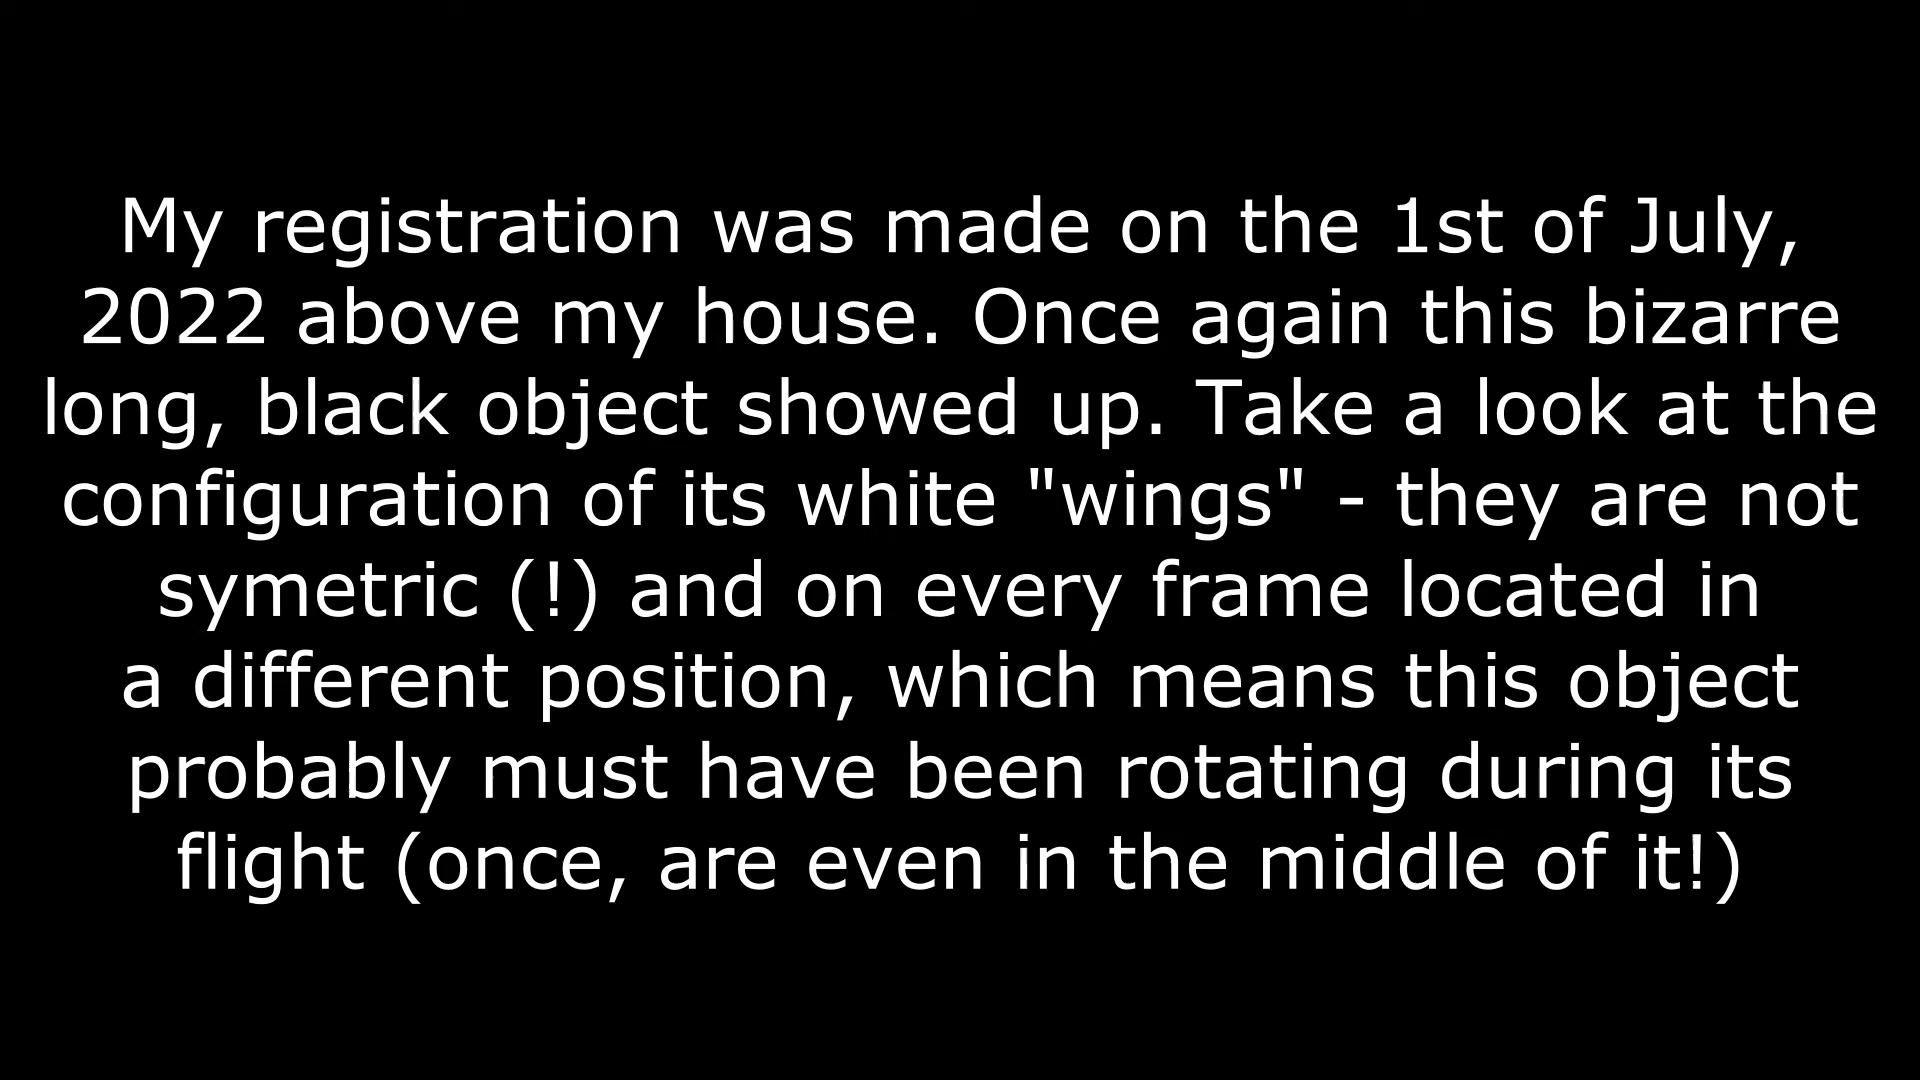 My registration was made on the 1st of July,
2022 above my house. Once again this bizarre
long, black object showed up. Take a look at the
configuration of its white "wings" - they are not
symetric (!) and on every frame located in
a different position, which means this object
probably must have been rotating during its
flight (once, are even in the middle of it!)